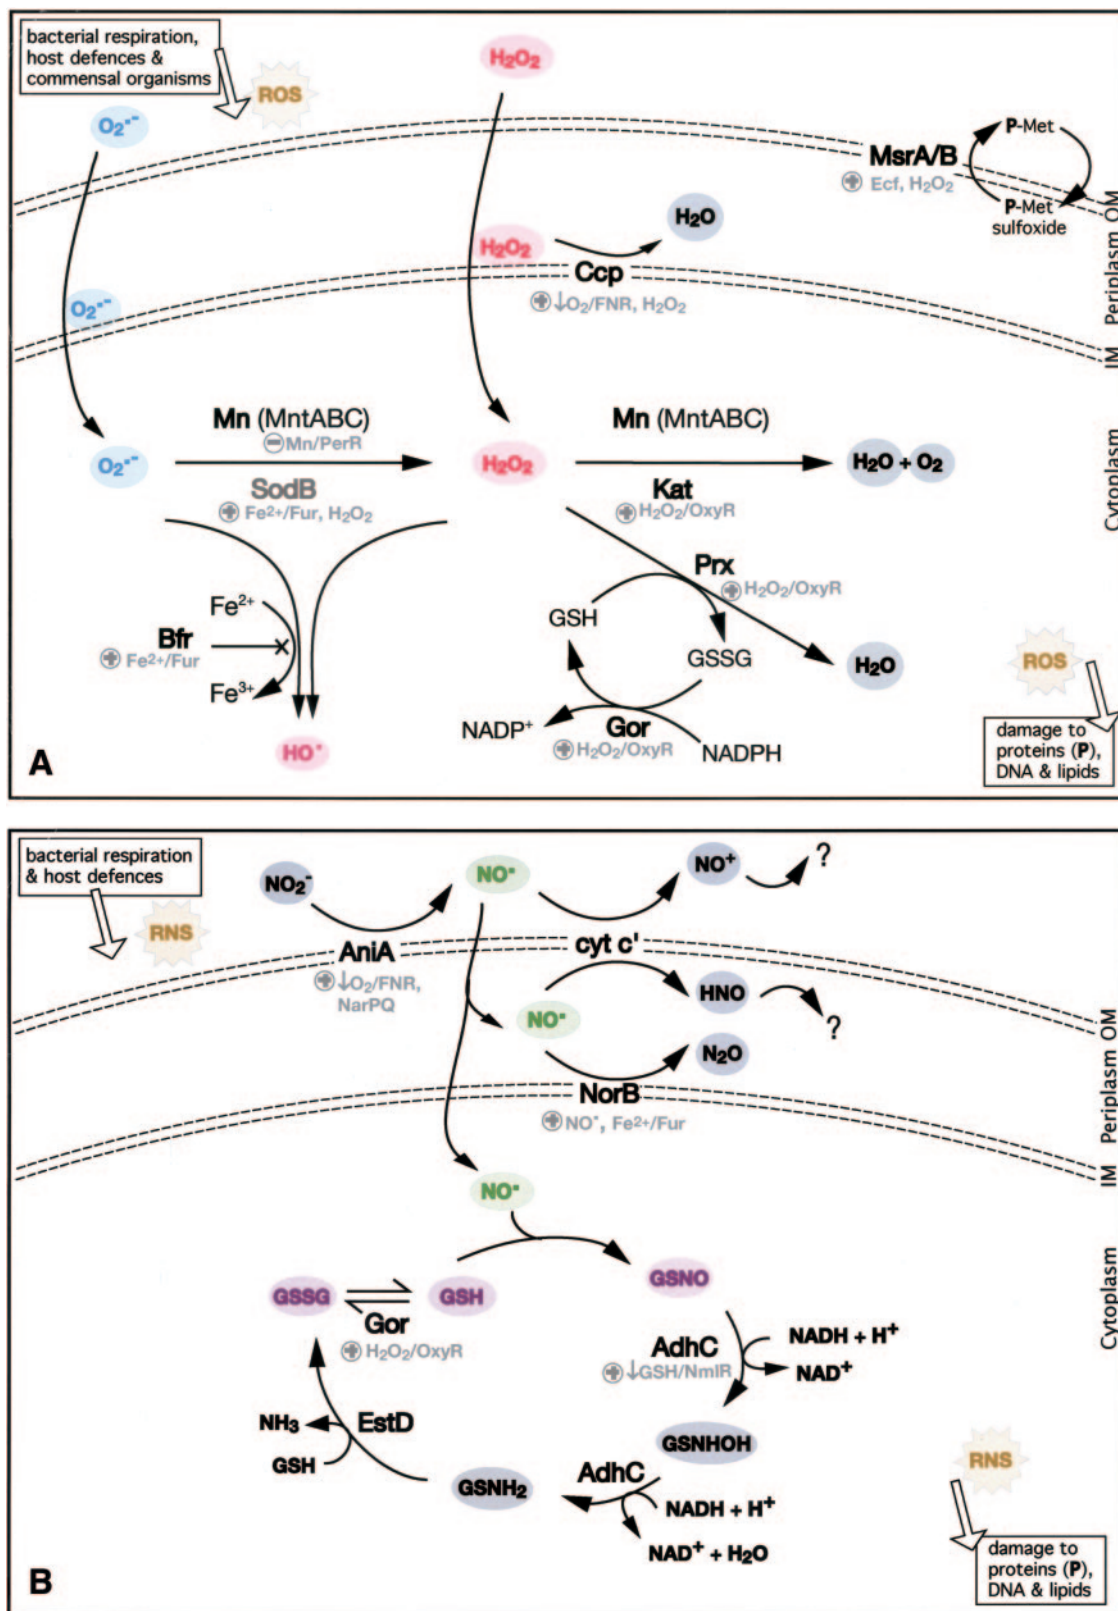 bacterial respiration,
host defences &
commensal organisms
ROS
H₂O₂
O₂•-
P-Met
MsrA/B
⊕ Ecf, H₂O₂
P-Met
sulfoxide
OM
H₂O
H₂O₂
Ccp
⊕ ↓O₂/FNR, H₂O₂
Periplasm
O₂•-
IM
Mn (MntABC)
⊖ Mn/PerR
Mn (MntABC)
O₂•-
H₂O₂
H₂O + O₂
SodB
⊕ Fe²⁺/Fur, H₂O₂
Kat
⊕ H₂O₂/OxyR
Cytoplasm
Prx
⊕ H₂O₂/OxyR
Fe²⁺
GSH
Bfr
⊕ Fe²⁺/Fur
GSSG
H₂O
ROS
Fe³⁺
NADP⁺
Gor
⊕ H₂O₂/OxyR
NADPH
HO•
damage to
proteins (P),
DNA & lipids
A
bacterial respiration
& host defences
RNS
NO₂⁻
NO•
NO⁺
?
AniA
⊕ ↓O₂/FNR,
NarPQ
cyt c'
HNO
?
NO•
N₂O
OM
NorB
⊕ NO•, Fe²⁺/Fur
Periplasm
IM
NO•
GSSG
GSH
GSNO
Gor
⊕ H₂O₂/OxyR
Cytoplasm
AdhC
⊕ ↓GSH/NmlR
NADH + H⁺
NAD⁺
NH₃
EstD
GSH
GSNHOH
AdhC
GSNH₂
NADH + H⁺
NAD⁺ + H₂O
RNS
damage to
proteins (P),
DNA & lipids
B